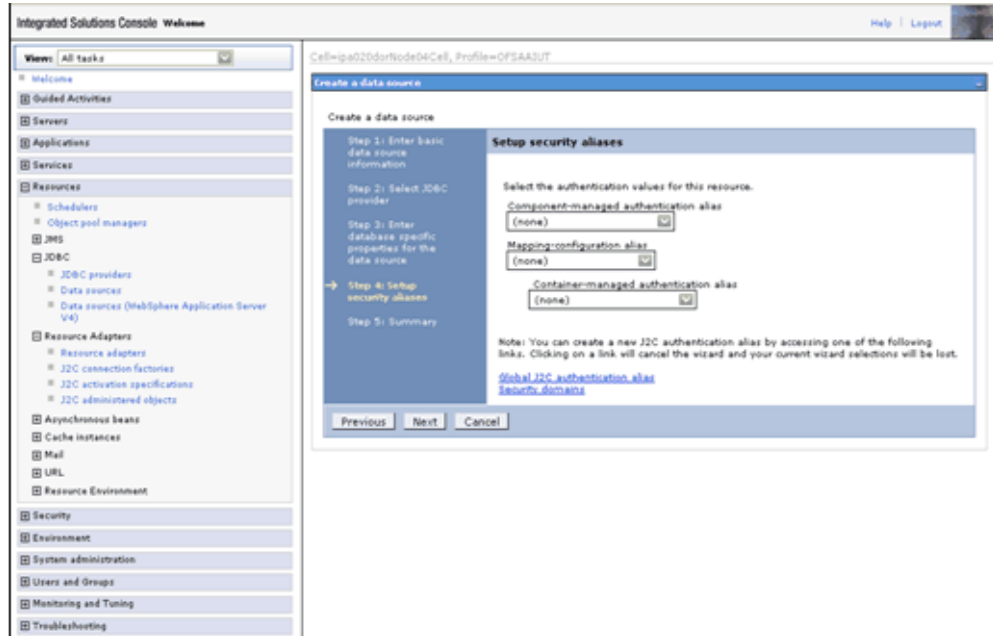 Integrated Solutions Console Welcome
Help | Logout
View: All tasks
Welcome
Guided Activities
Servers
Applications
Services
Resources
Schedulers
Object pool managers
JMS
JDBC
JDBC providers
Data sources
Data sources (WebSphere Application Server
V4)
Resource Adapters
Resource adapters
J2C connection factories
J2C activation specifications
J2C administered objects
Asynchronous beans
Cache instances
Mail
URL
Resource Environment
Security
Environment
System administration
Users and Groups
Monitoring and Tuning
Troubleshooting
Cell=ipa020dorNode04Cell, Profile=OFSAAIUT
Create a data source
Create a data source
Step 1: Enter basic
data source
information
Step 2: Select JDBC
provider
Step 3: Enter
database specific
properties for the
data source
Step 4: Setup
security aliases
Step 5: Summary
Setup security aliases
Select the authentication values for this resource.
Component-managed authentication alias
(none)
Mapping-configuration alias
(none)
Container-managed authentication alias
(none)
Note: You can create a new J2C authentication alias by accessing one of the following
links. Clicking on a link will cancel the wizard and your current wizard selections will be lost.
Global J2C authentication alias
Security domains
Previous Next Cancel